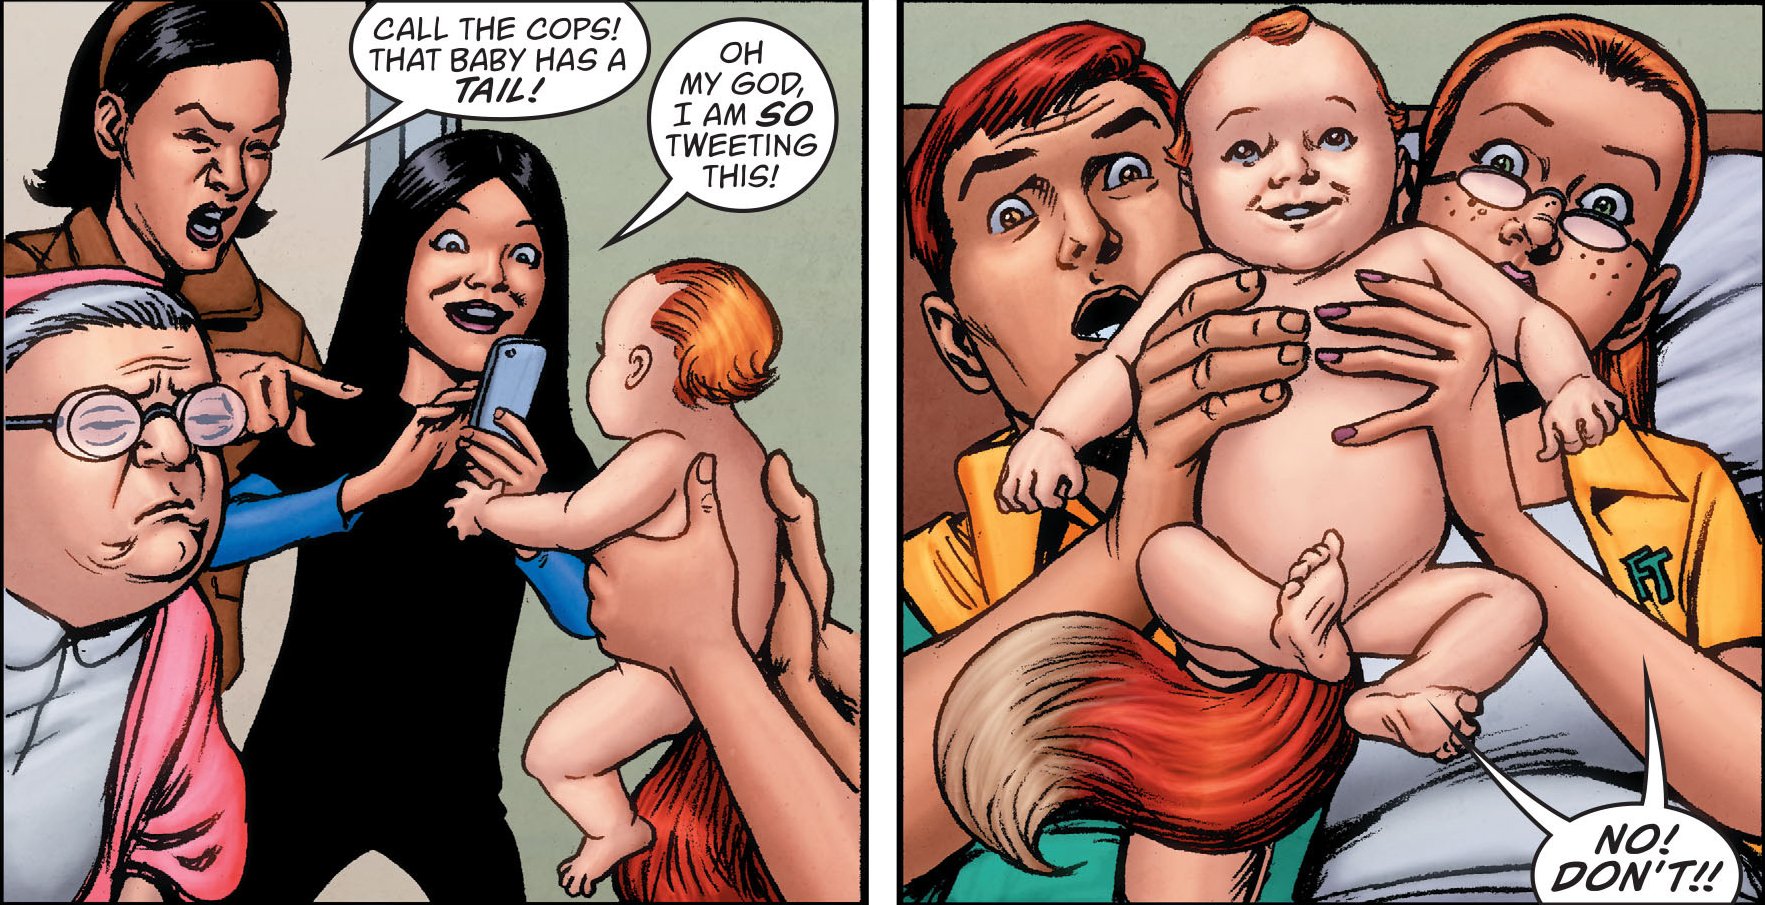 CALL THE COPS!
THAT BABY HAS A
TAIL!
OH
MY GOD,
I AM SO
TWEETING
THIS!
FT
NO!
DON'T!!